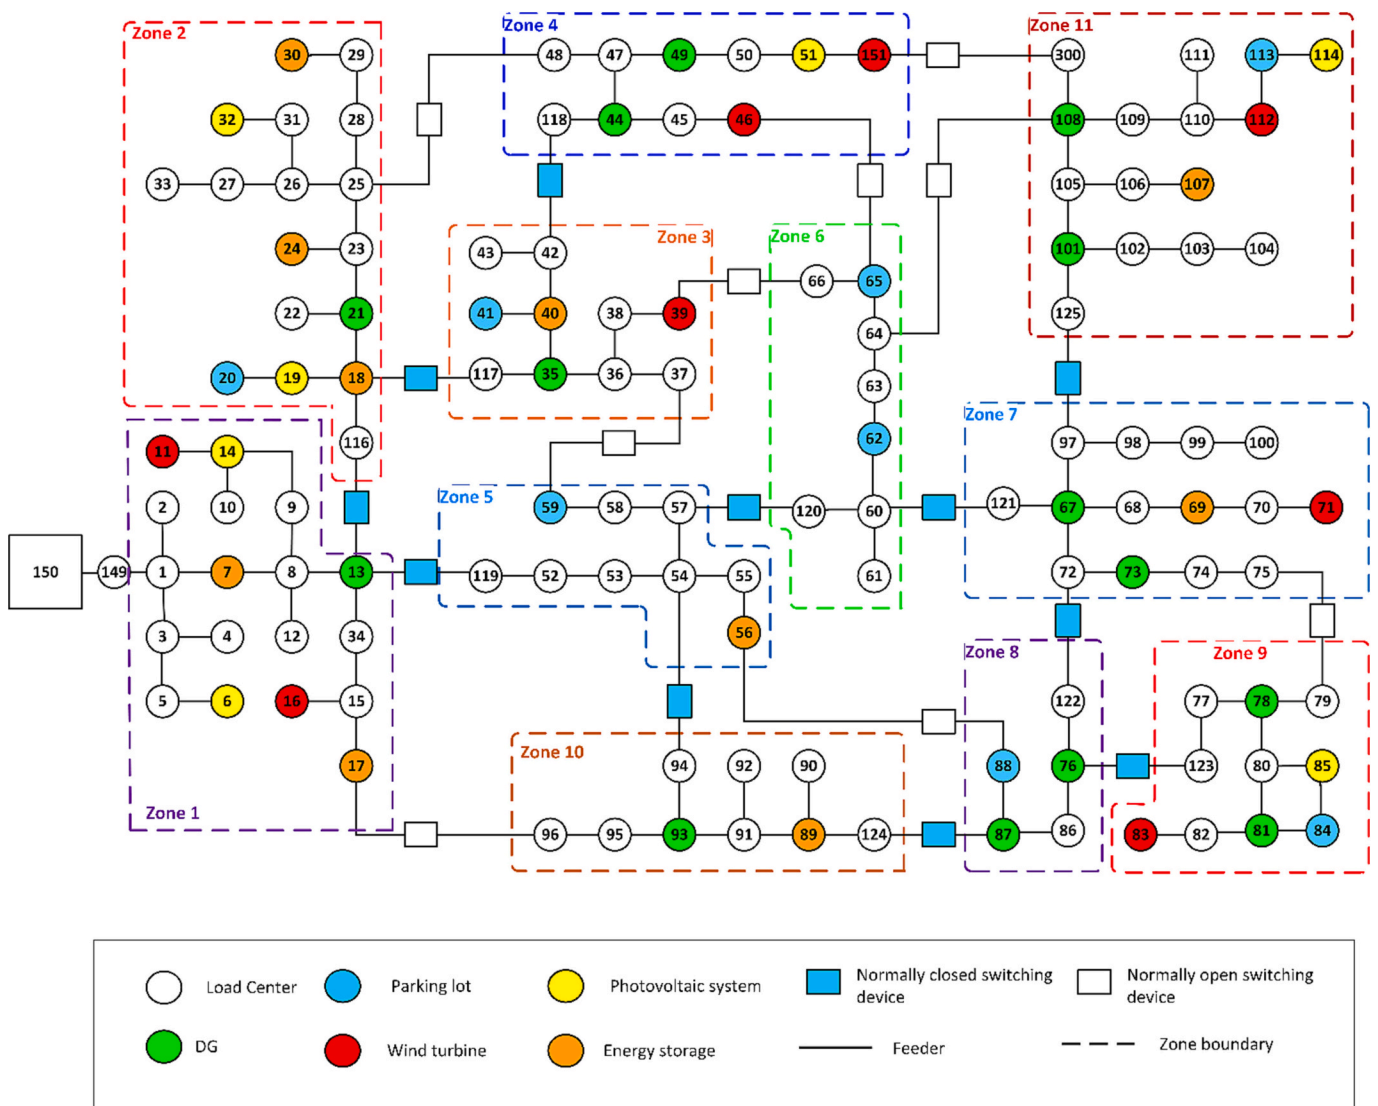 Zone 2
30 29
32 31 28
33 27 26 25
24 23
22 21
20 19 18
116
Zone 4
48 47 49 50 51 151
118 44 45 46
Zone 11
300 111 113 114
108 109 110 112
105 106 107
101 102 103 104
125
Zone 3
43 42
41 40 38 39
117 35 36 37
Zone 6
66 65
64
63
62
120 60
61
Zone 7
97 98 99 100
121 67 68 69 70 71
72 73 74 75
150
149
11 14
2 10 9
1 7 8 13
3 4 12 34
5 6 16 15
17
Zone 1
Zone 5
59 58 57
119 52 53 54 55
56
Zone 8
122
88 76
87 86
Zone 9
77 78 79
123 80 85
83 82 81 84
Zone 10
94 92 90
96 95 93 91 89 124
Load Center
Parking lot
Photovoltaic system
Normally closed switching
device
Normally open switching
device
DG
Wind turbine
Energy storage
Feeder
Zone boundary